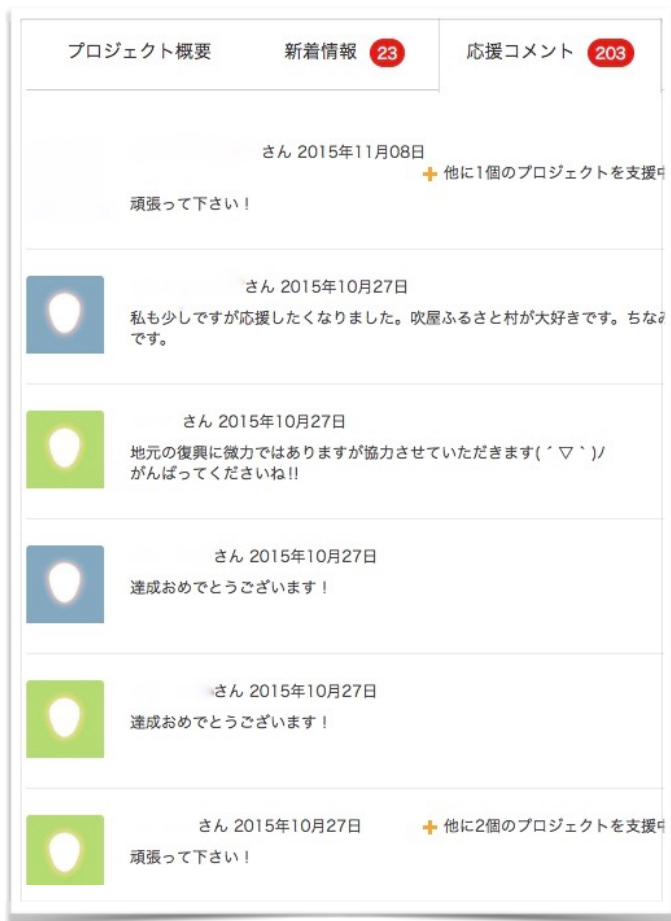 プロジェクト概要 新着情報 23 応援コメント 203
さん 2015年11月08日
他に1個のプロジェクトを支援中
頑張って下さい！
さん 2015年10月27日
私も少しですが応援したくなりました。吹屋ふるさと村が大好きです。ちなみ
です。
さん 2015年10月27日
地元の復興に微力ではありますが協力させていただきます( ´ ▽ ` )ﾉ
がんばってくださいね!!
さん 2015年10月27日
達成おめでとうございます！
さん 2015年10月27日
達成おめでとうございます！
さん 2015年10月27日 他に2個のプロジェクトを支援中
頑張って下さい！